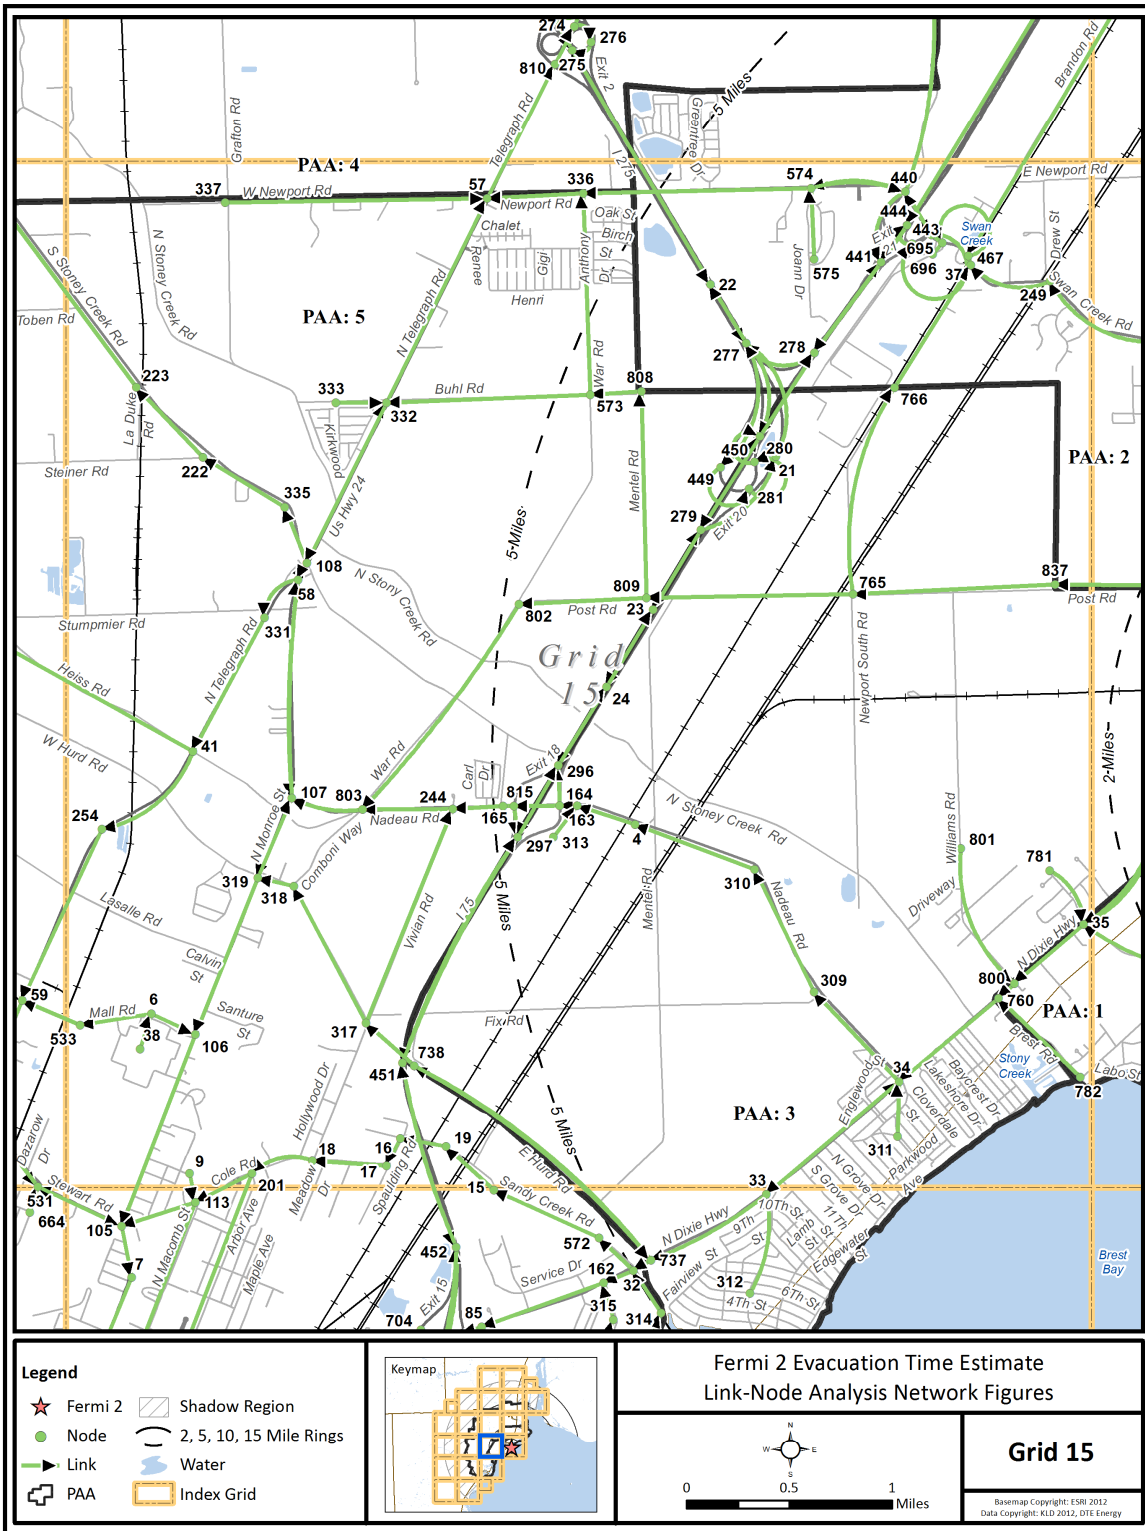 274
276
810
275
Exit 2
Brandon Rd
5 Miles
Greentree Dr
Grafton Rd
Telegraph Rd
I 275
PAA: 4
E Newport Rd
337
W Newport Rd
57
336
574
440
Newport Rd
Oak St
444
Chalet
Birch St
443
Swan Creek
Drew St
S Stoney Creek Rd
N Stoney Creek Rd
Renee
Gigi
Anthony Dr
Joann Dr
Exit 21
695
441
696
467
37
575
22
Henri
249
Swan Creek Rd
Toben Rd
PAA: 5
N Telegraph Rd
War Rd
277
278
223
333
Buhl Rd
808
332
573
766
La Duke Rd
Kirkwood
Steiner Rd
222
Us Hwy 24
Mentel Rd
450
280
449
21
281
PAA: 2
335
5-Miles
279
Exit 20
108
N Stony Creek Rd
58
809
765
837
802
Post Rd
23
Post Rd
Stumpmier Rd
331
N Telegraph Rd
Grid 15
Newport South Rd
Heiss Rd
24
W Hurd Rd
41
War Rd
Exit 18
296
2-Miles
Carl Dr
107
803
244
815
164
N Stoney Creek Rd
254
Nadeau Rd
165
163
297
313
4
Williams Rd
801
N Monroe St
Comboni Way
781
319
318
5 Miles
310
Mentel Rd
Nadeau Rd
Driveway
Lasalle Rd
Vivian Rd
I 75
35
N Dixie Hwy
Calvin St
800
760
59
Mall Rd
6
Santure St
309
PAA: 1
533
38
106
317
Fix Rd
Brest Rd
738
451
Stony Creek
Labo St
34
782
PAA: 3
Englewood St
Baycrest Dr
Lakeshore Dr
Cloverdale St
Hollywood Dr
311
Parkwood Ave
5 Miles
Dazarow Dr
9
Cole Rd
18
16
19
17
E Hurd Rd
201
Meadow Dr
Spaulding Rd
15
Sandy Creek Rd
33
N Grove Dr
S Grove Dr
531
Stewart Rd
113
664
105
N Macomb St
Arbor Ave
Maple Ave
N Dixie Hwy
10Th St
9Th St
Lamb St
11Th St
Edgewater St
452
572
737
7
Service Dr
162
32
Fairview St
312
4Th St
6Th St
Brest Bay
Exit 15
704
85
315
314
Legend
Fermi 2
Shadow Region
Node
2, 5, 10, 15 Mile Rings
Link
Water
PAA
Index Grid
Keymap
Fermi 2 Evacuation Time Estimate
Link-Node Analysis Network Figures
N
W
E
S
0
0.5
1
Miles
Grid 15
Basemap Copyright: ESRI 2012
Data Copyright: KLD 2012, DTE Energy